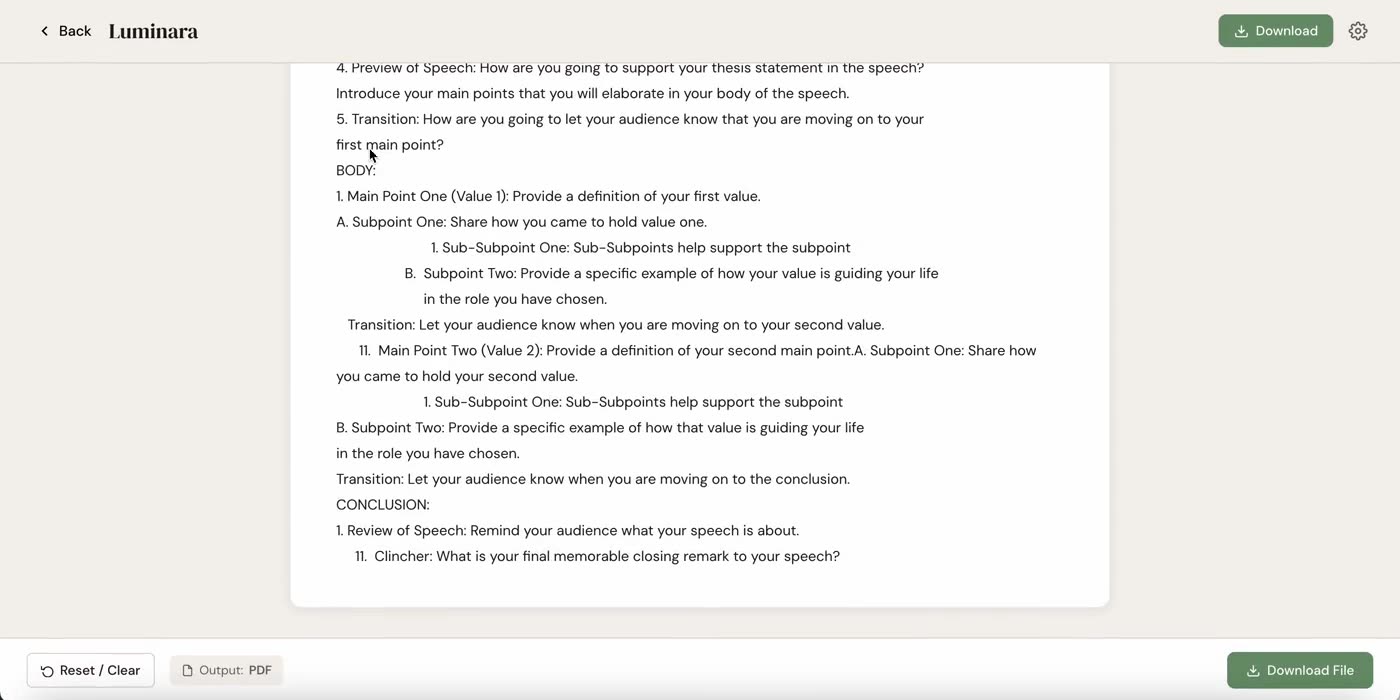 Back Luminara Download
4. Preview of Speech: How are you going to support your thesis statement in the speech?
Introduce your main points that you will elaborate in your body of the speech.
5. Transition: How are you going to let your audience know that you are moving on to your
first main point?
BODY:
1. Main Point One (Value 1): Provide a definition of your first value.
A. Subpoint One: Share how you came to hold value one.
1. Sub-Subpoint One: Sub-Subpoints help support the subpoint
B. Subpoint Two: Provide a specific example of how your value is guiding your life
in the role you have chosen.
Transition: Let your audience know when you are moving on to your second value.
11. Main Point Two (Value 2): Provide a definition of your second main point.A. Subpoint One: Share how
you came to hold your second value.
1. Sub-Subpoint One: Sub-Subpoints help support the subpoint
B. Subpoint Two: Provide a specific example of how that value is guiding your life
in the role you have chosen.
Transition: Let your audience know when you are moving on to the conclusion.
CONCLUSION:
1. Review of Speech: Remind your audience what your speech is about.
11. Clincher: What is your final memorable closing remark to your speech?
Reset / Clear Output: PDF Download File